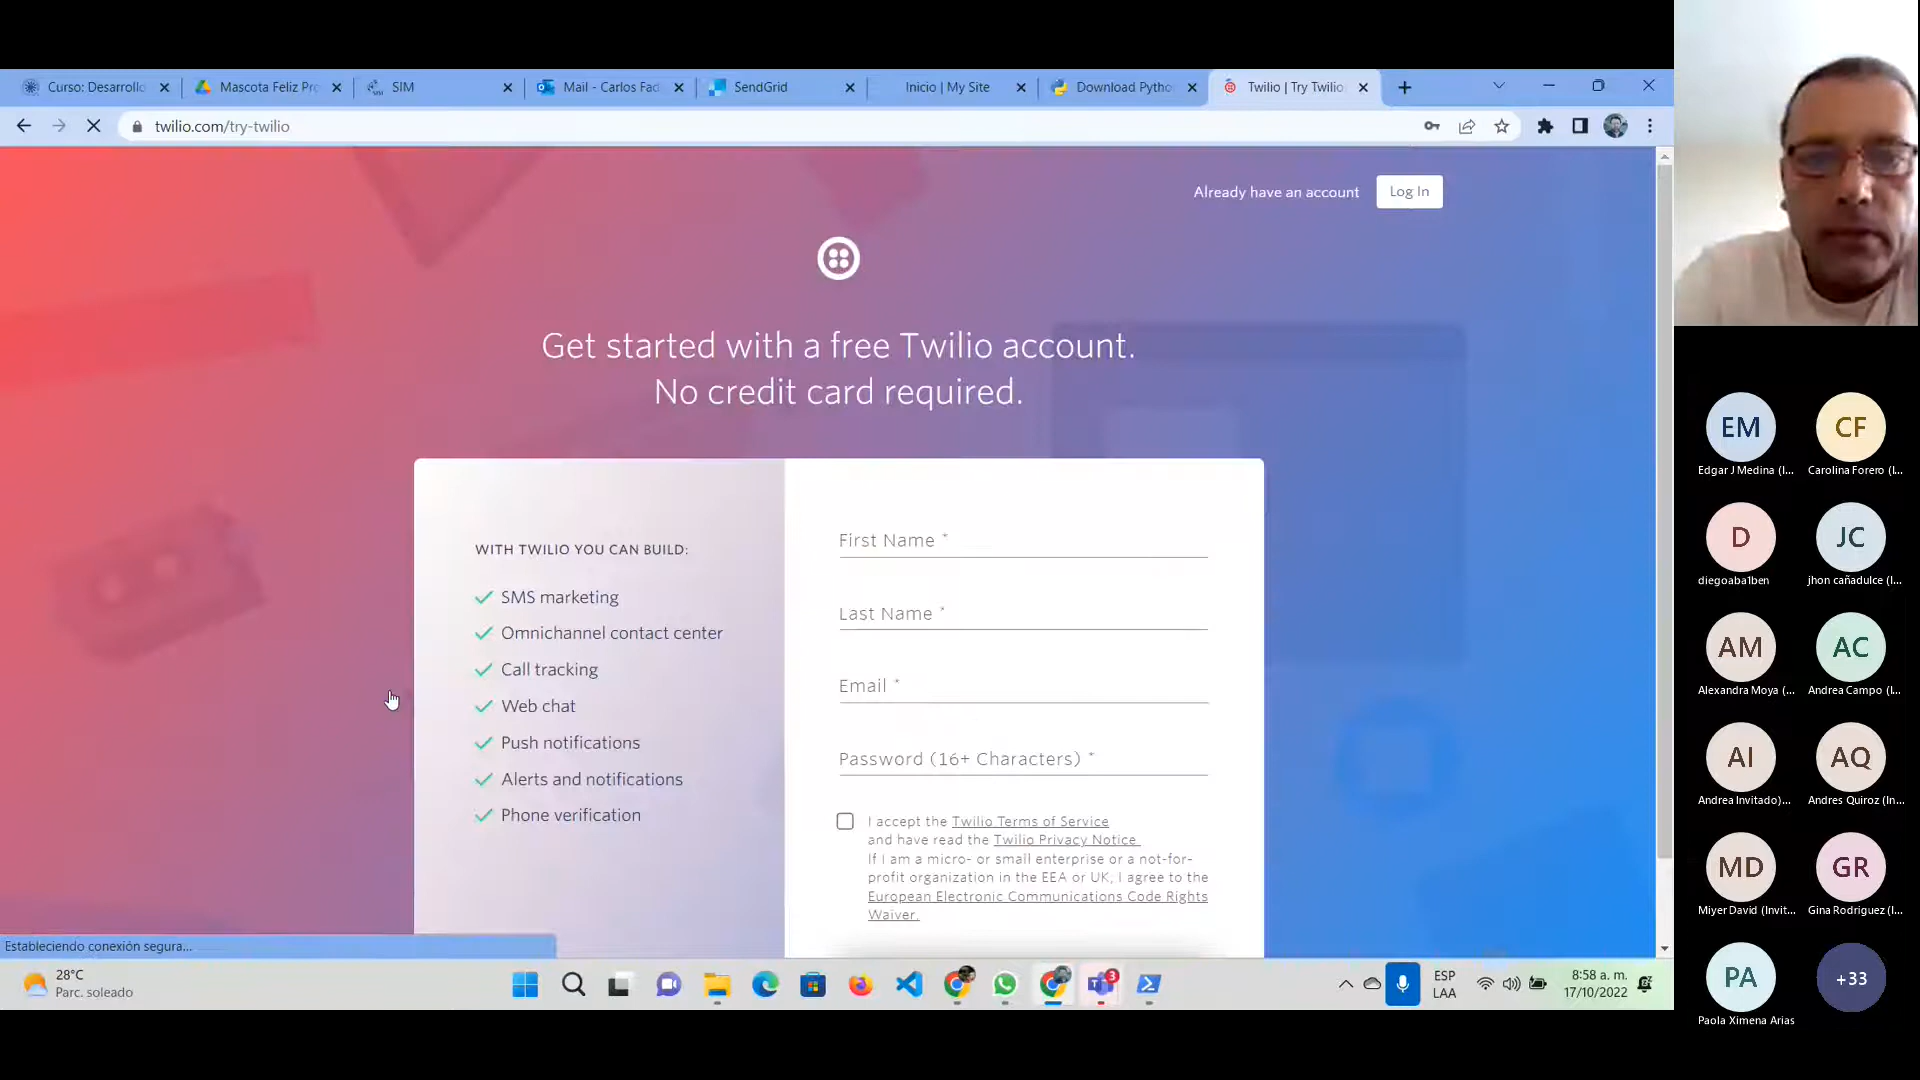 Curso: Desarrollo
Mascota Feliz Pro
SIM
Mail - Carlos Fad
SendGrid
Inicio | My Site
Download Pytho
Twilio | Try Twilio
twilio.com/try-twilio
Already have an account
Log In
Get started with a free Twilio account.
No credit card required.
WITH TWILIO YOU CAN BUILD:
SMS marketing
Omnichannel contact center
Call tracking
Web chat
Push notifications
Alerts and notifications
Phone verification
First Name *
Last Name *
Email *
Password (16+ Characters) *
I accept the Twilio Terms of Service
and have read the Twilio Privacy Notice.
If I am a micro- or small enterprise or a not-for-
profit organization in the EEA or UK, I agree to the
European Electronic Communications Code Rights
Waiver.
Estableciendo conexión segura...
28°C
Parc. soleado
3
ESP
LAA
8:58 a. m.
17/10/2022
EM
Edgar J Medina (I...
CF
Carolina Forero (I...
D
diegoaba1ben
JC
jhon cañadulce (I...
AM
Alexandra Moya (...
AC
Andrea Campo (I...
AI
Andrea Invitado)...
AQ
Andres Quiroz (In...
MD
Miyer David (Invit...
GR
Gina Rodriguez (I...
PA
Paola Ximena Arias
+33